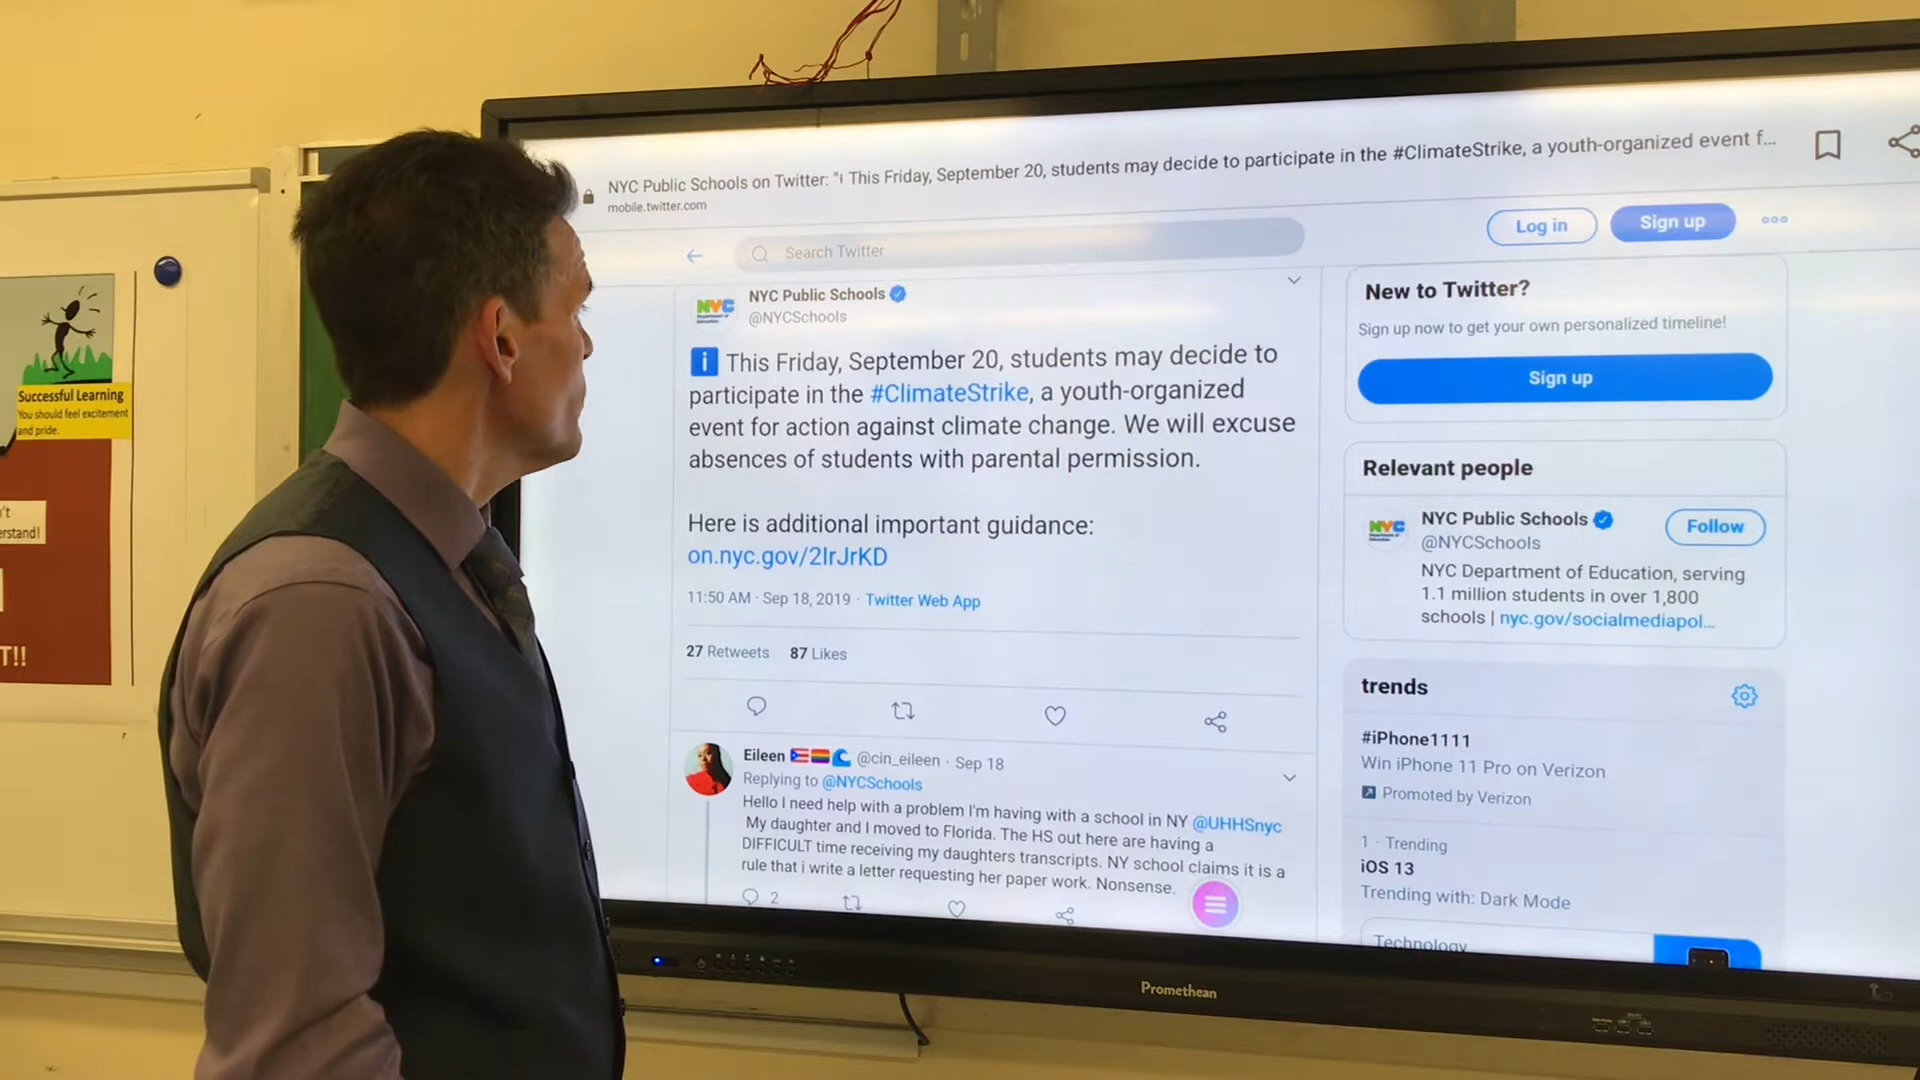 NYC Public Schools on Twitter: "ℹ This Friday, September 20, students may decide to participate in the #ClimateStrike, a youth-organized event f...
mobile.twitter.com
Search Twitter
Log in
Sign up
NYC Public Schools
@NYCSchools
This Friday, September 20, students may decide to
participate in the #ClimateStrike, a youth-organized
event for action against climate change. We will excuse
absences of students with parental permission.
Here is additional important guidance:
on.nyc.gov/2IrJrKD
11:50 AM · Sep 18, 2019 · Twitter Web App
27 Retweets 87 Likes
Eileen @cin_eileen · Sep 18
Replying to @NYCSchools
Hello I need help with a problem I'm having with a school in NY @UHHSnyc
My daughter and I moved to Florida. The HS out here are having a
DIFFICULT time receiving my daughters transcripts. NY school claims it is a
rule that i write a letter requesting her paper work. Nonsense.
2
New to Twitter?
Sign up now to get your own personalized timeline!
Sign up
Relevant people
NYC Public Schools
@NYCSchools
Follow
NYC Department of Education, serving
1.1 million students in over 1,800
schools | nyc.gov/socialmediapol...
trends
#iPhone1111
Win iPhone 11 Pro on Verizon
Promoted by Verizon
1 · Trending
iOS 13
Trending with: Dark Mode
Technology
Promethean
Successful Learning
You should feel excitement
and pride.
't
erstand!
T!!
NYC
NYC